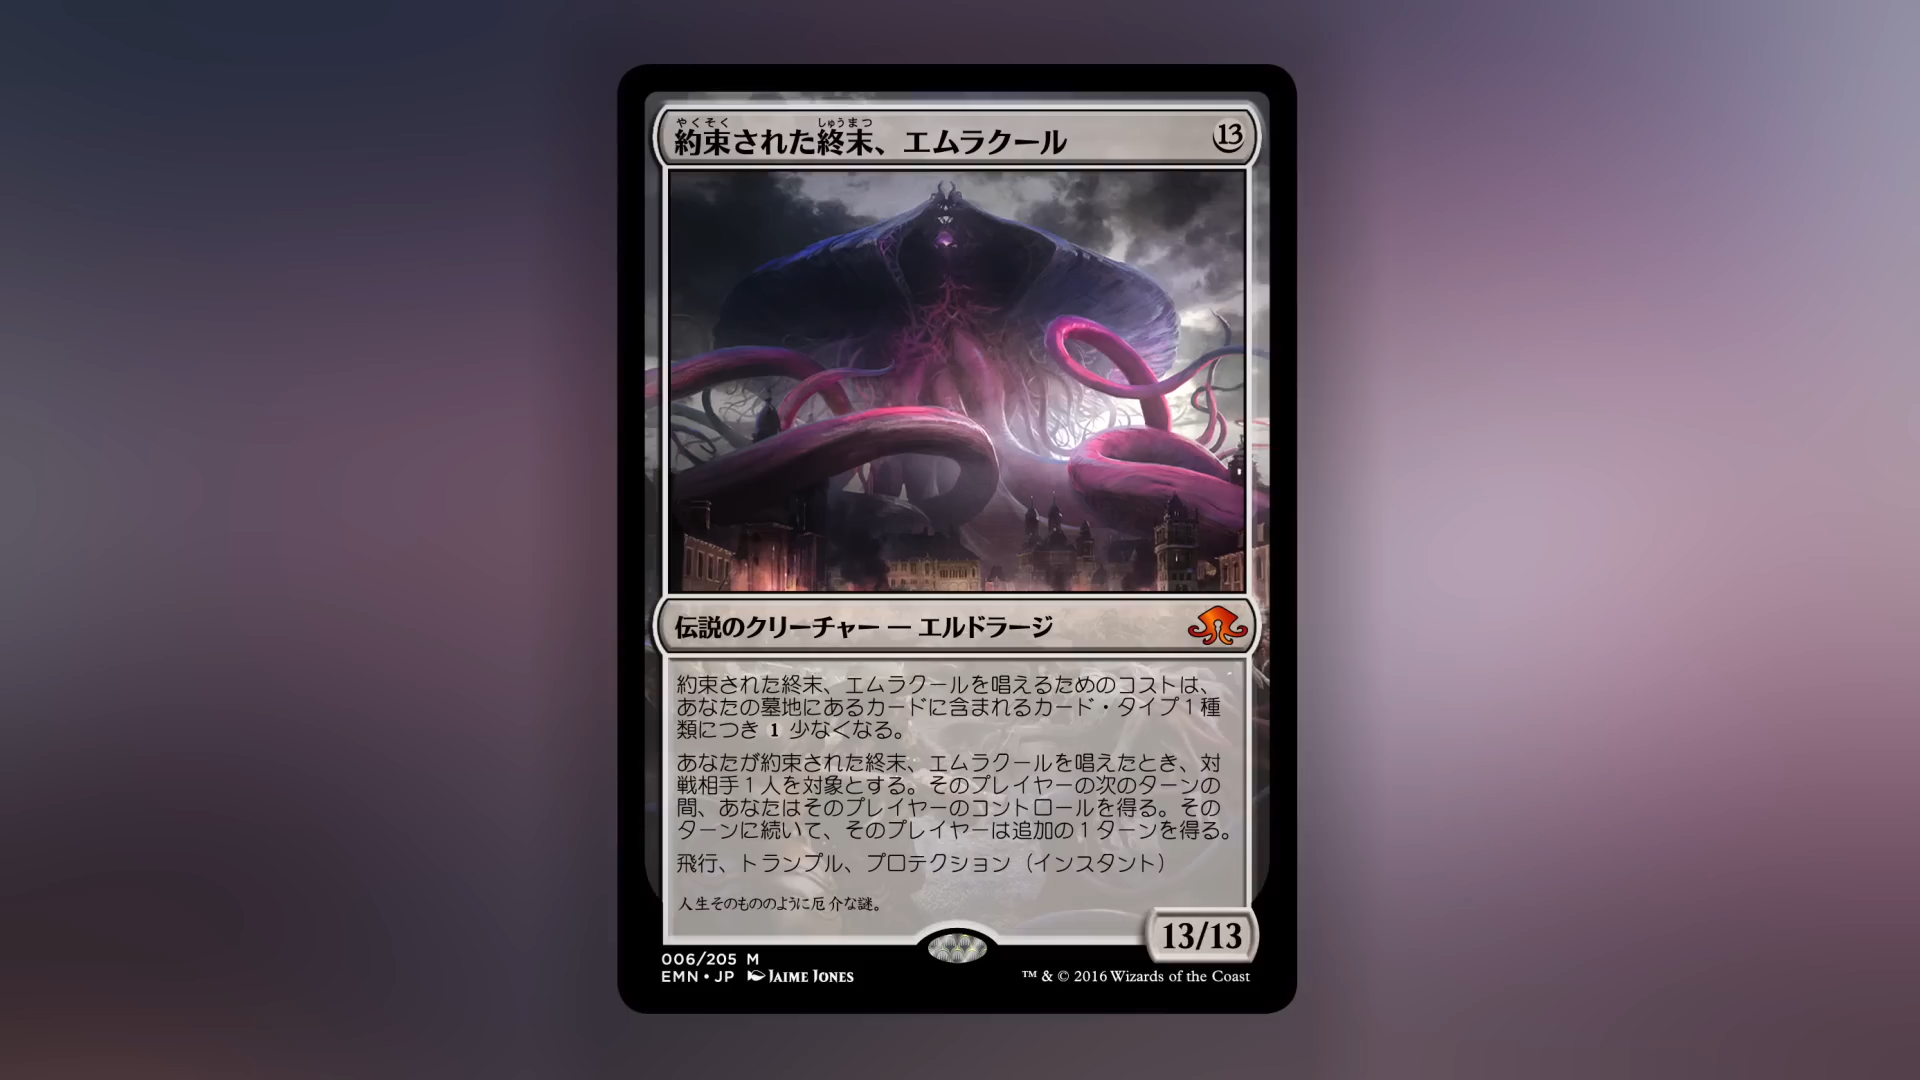 やくそく しゅうまつ
約束された終末、エムラクール 13
伝説のクリーチャー — エルドラージ
約束された終末、エムラクールを唱えるためのコストは、
あなたの墓地にあるカードに含まれるカード・タイプ1種
類につき 1 少なくなる。
あなたが約束された終末、エムラクールを唱えたとき、対
戦相手1人を対象とする。そのプレイヤーの次のターンの
間、あなたはそのプレイヤーのコントロールを得る。その
ターンに続いて、そのプレイヤーは追加の1ターンを得る。
飛行、トランプル、プロテクション（インスタント）
人生そのもののように厄介な謎。
13/13
006/205 M
EMN • JP JAIME JONES
™ & © 2016 Wizards of the Coast